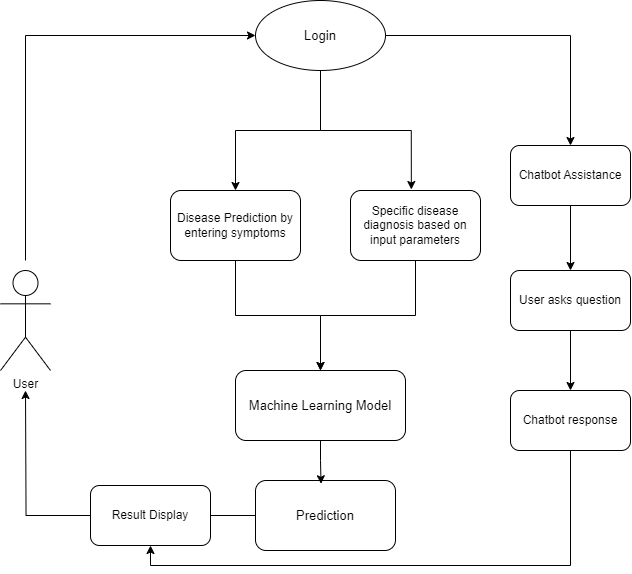 Login
Chatbot Assistance
Disease Prediction by
entering symptoms
Specific disease
diagnosis based on
input parameters
User asks question
User
Machine Learning Model
Chatbot response
Result Display
Prediction